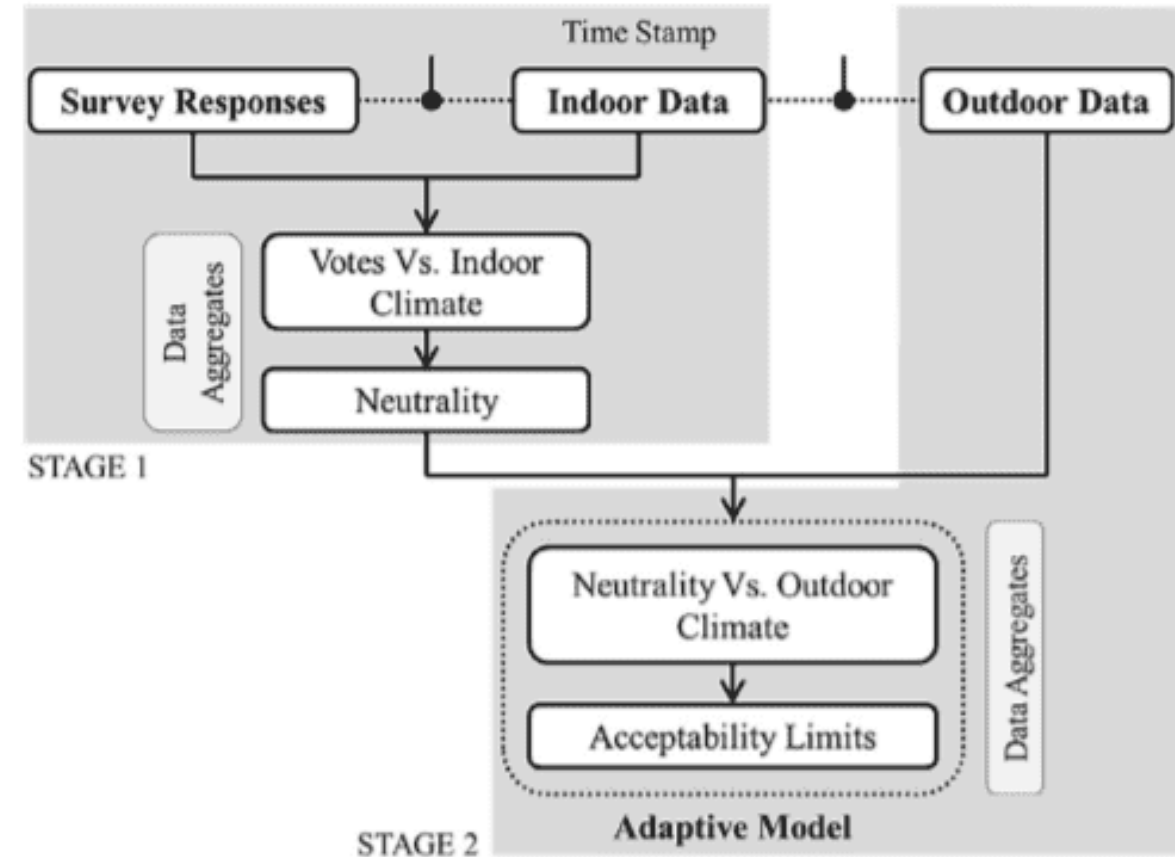 Time Stamp
Survey Responses
Indoor Data
Outdoor Data
Votes Vs. Indoor
Climate
Data
Aggregates
Neutrality
STAGE 1
Neutrality Vs. Outdoor
Climate
Acceptability Limits
Data Aggregates
Adaptive Model
STAGE 2